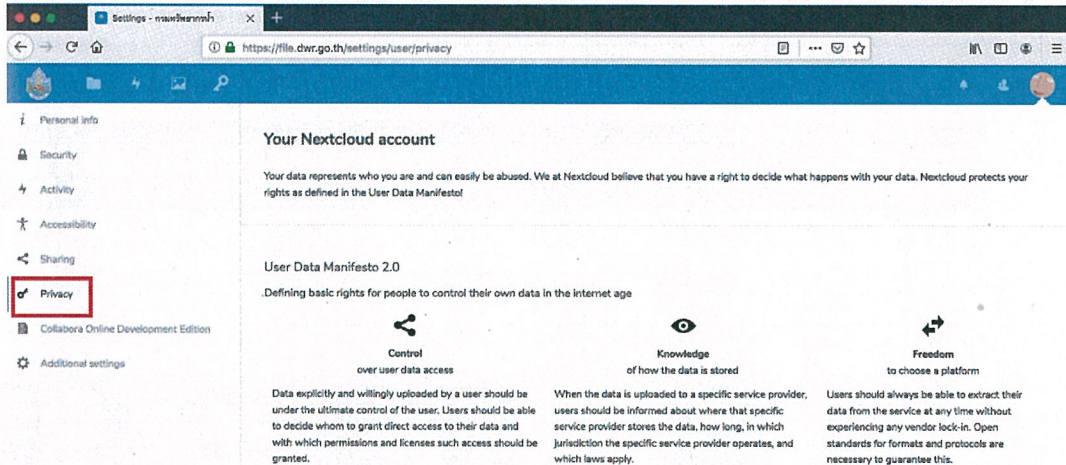 Settings - กรมทรัพยากรน้ำ
https://file.dwr.go.th/settings/user/privacy
Personal info
Security
Activity
Accessibility
Sharing
Privacy
Collabora Online Development Edition
Additional settings
Your Nextcloud account
Your data represents who you are and can easily be abused. We at Nextcloud believe that you have a right to decide what happens with your data. Nextcloud protects your
rights as defined in the User Data Manifesto!
User Data Manifesto 2.0
Defining basic rights for people to control their own data in the internet age
Control
over user data access
Data explicitly and willingly uploaded by a user should be
under the ultimate control of the user. Users should be able
to decide whom to grant direct access to their data and
with which permissions and licenses such access should be
granted.
Knowledge
of how the data is stored
When the data is uploaded to a specific service provider,
users should be informed about where that specific
service provider stores the data, how long, in which
jurisdiction the specific service provider operates, and
which laws apply.
Freedom
to choose a platform
Users should always be able to extract their
data from the service at any time without
experiencing any vendor lock-in. Open
standards for formats and protocols are
necessary to guarantee this.